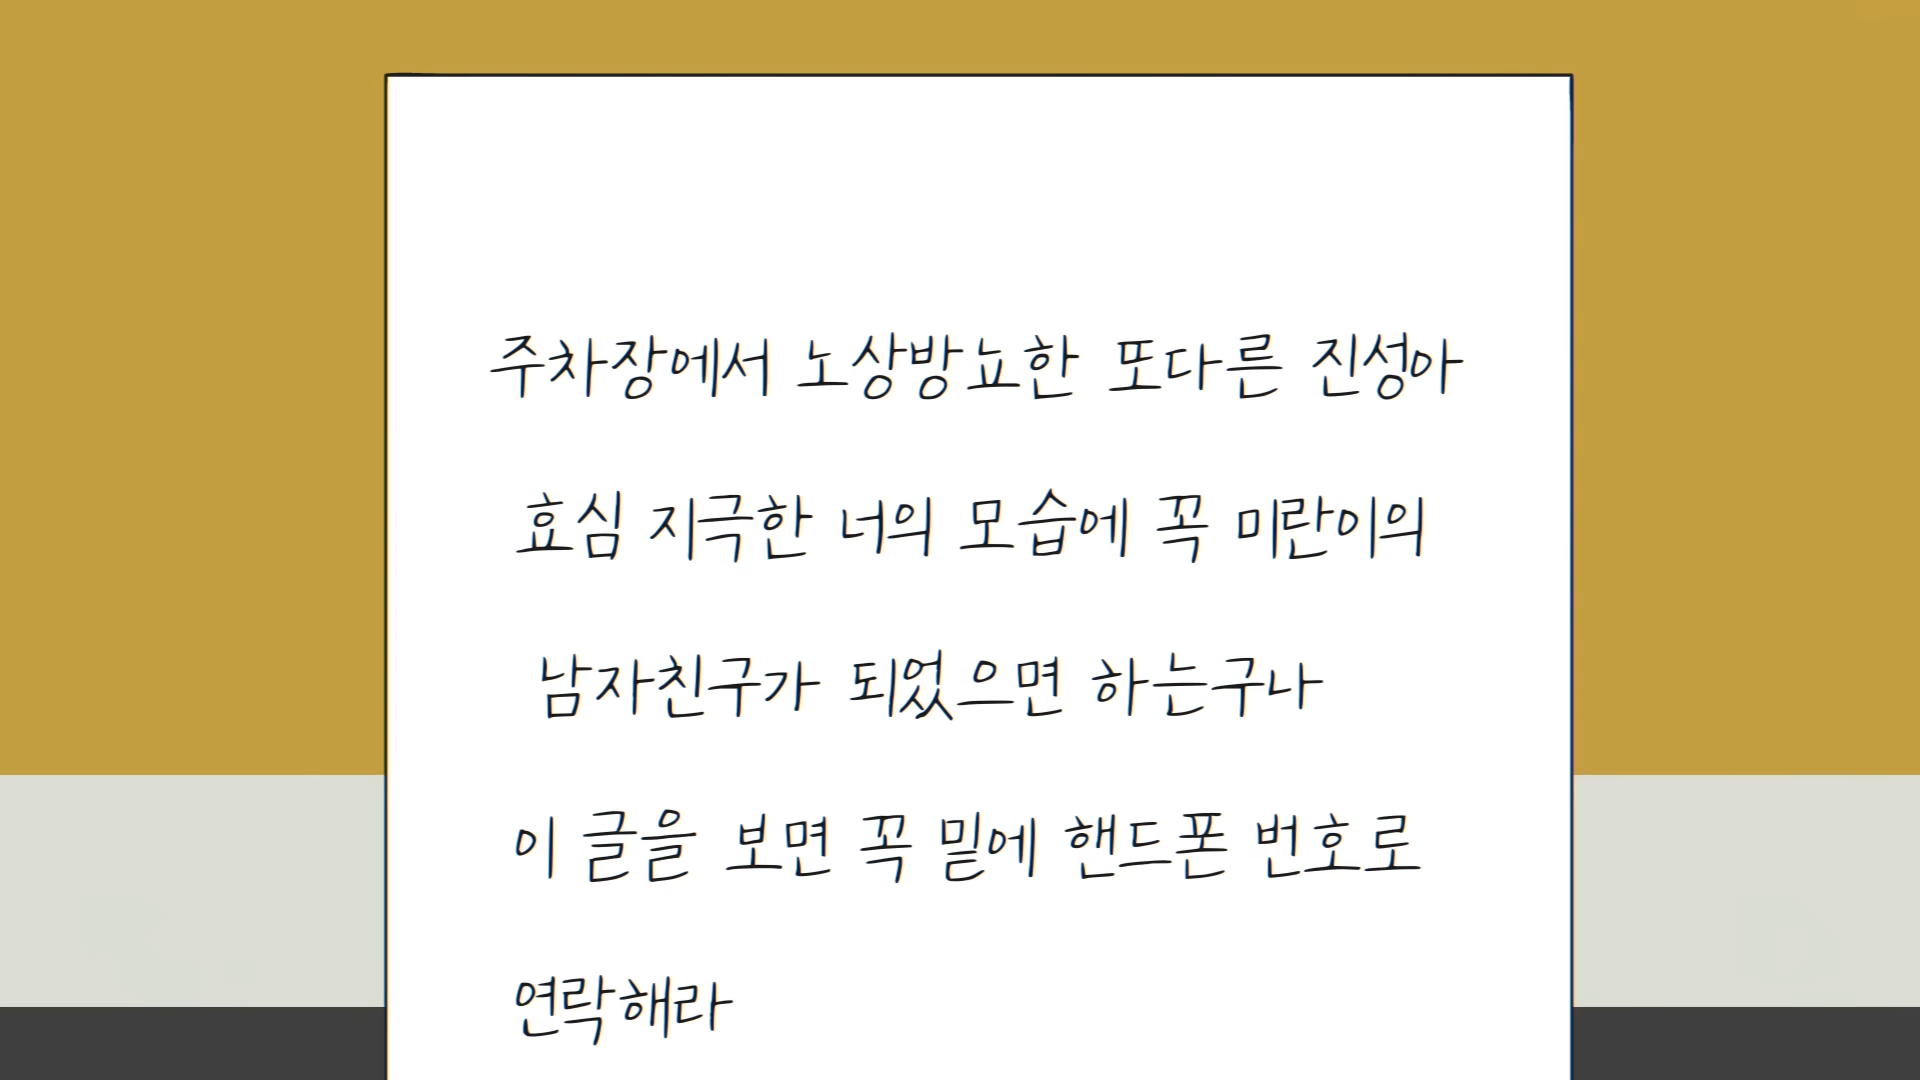 주차장에서 노상방뇨한 또다른 진성아
효심 지극한 너의 모습에 꼭 미란이의
남자친구가 되었으면 하는구나
이 글을 보면 꼭 밑에 핸드폰 번호로
연락해라